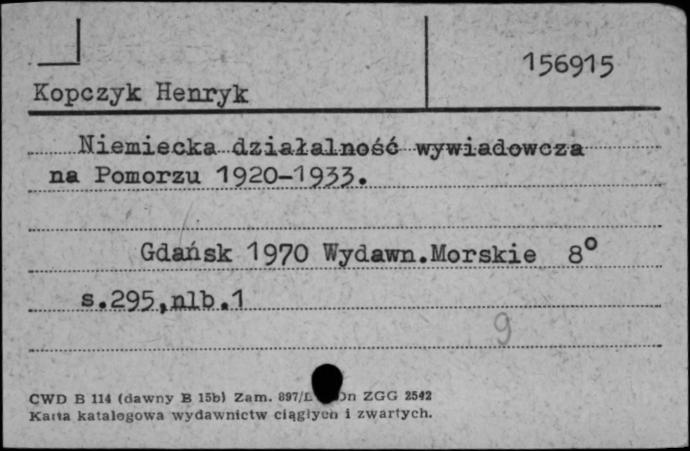 156915
Kopczyk Henryk
Niemiecka działalność wywiadowcza
na Pomorzu 1920-1933.
Gdańsk 1970 Wydawn.Morskie 8°
s.295,nlb.1
9
CWD B 114 (dawny B 15b) Zam. 897/ ZGG 2542
Karta katalogowa wydawnictw ciągłych i zwartych.